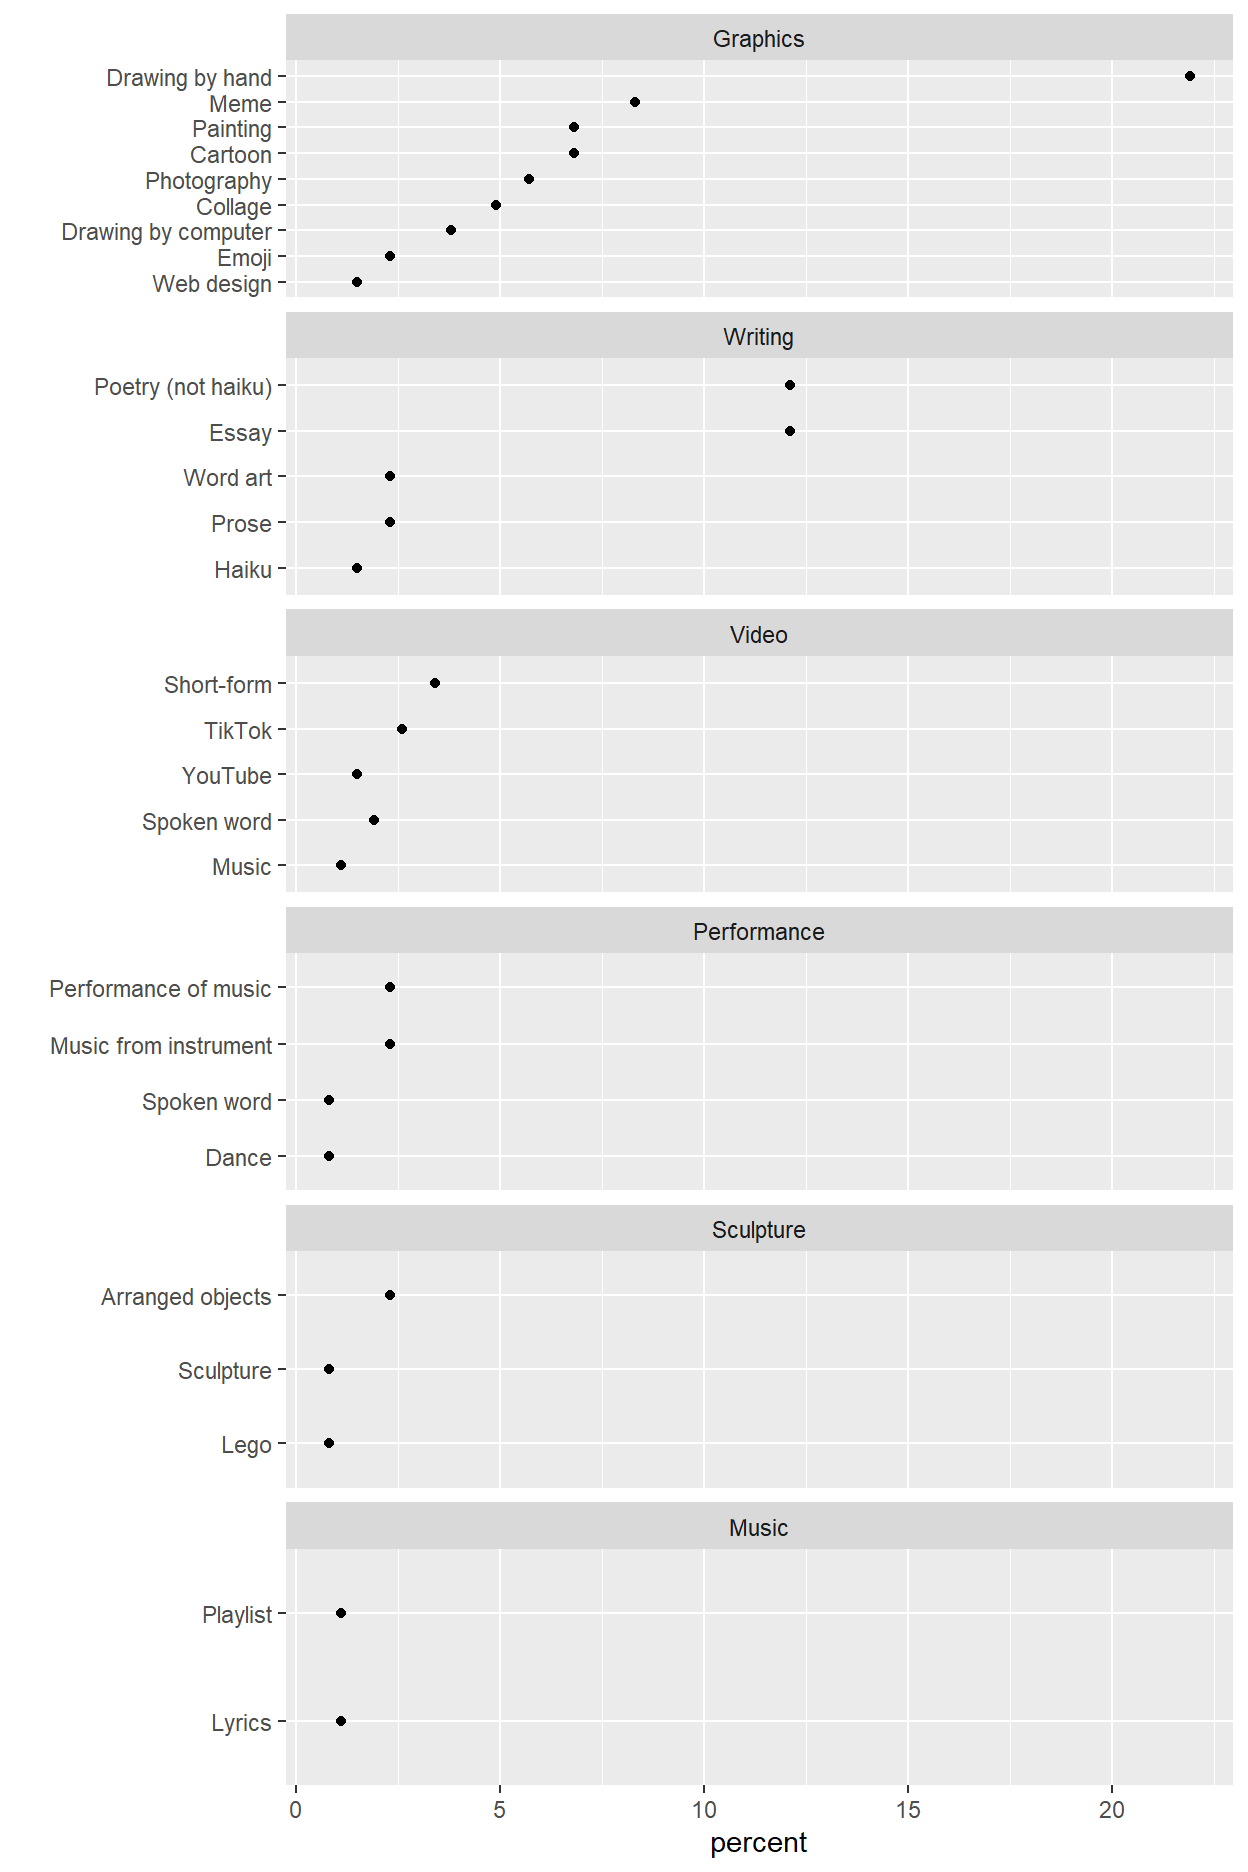 Graphics
Drawing by hand
Meme
Painting
Cartoon
Photography
Collage
Drawing by computer
Emoji
Web design
Writing
Poetry (not haiku)
Essay
Word art
Prose
Haiku
Video
Short-form
TikTok
YouTube
Spoken word
Music
Performance
Performance of music
Music from instrument
Spoken word
Dance
Sculpture
Arranged objects
Sculpture
Lego
Music
Playlist
Lyrics
0 5 10 15 20
percent